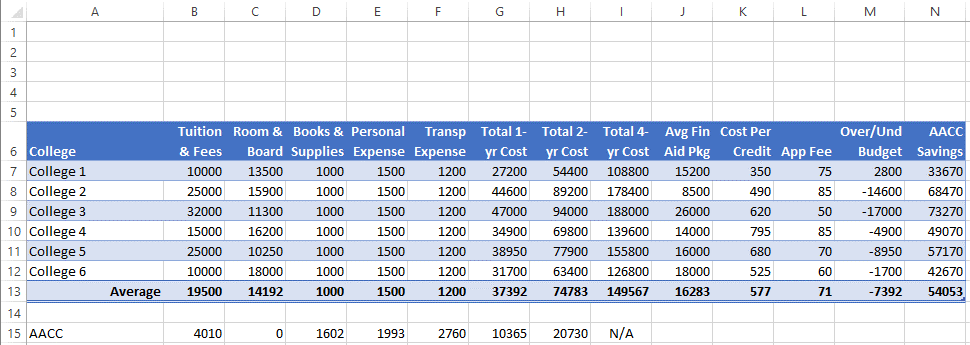 A B C D E F G H I J K L M N
1
2
3
4
5
Tuition Room & Books & Personal Transp Total 1- Total 2- Total 4- Avg Fin Cost Per Over/Und AACC
6 College & Fees Board Supplies Expense Expense yr Cost yr Cost yr Cost Aid Pkg Credit App Fee Budget Savings
7 College 1 10000 13500 1000 1500 1200 27200 54400 108800 15200 350 75 2800 33670
8 College 2 25000 15900 1000 1500 1200 44600 89200 178400 8500 490 85 -14600 68470
9 College 3 32000 11300 1000 1500 1200 47000 94000 188000 26000 620 50 -17000 73270
10 College 4 15000 16200 1000 1500 1200 34900 69800 139600 14000 795 85 -4900 49070
11 College 5 25000 10250 1000 1500 1200 38950 77900 155800 16000 680 70 -8950 57170
12 College 6 10000 18000 1000 1500 1200 31700 63400 126800 18000 525 60 -1700 42670
13 Average 19500 14192 1000 1500 1200 37392 74783 149567 16283 577 71 -7392 54053
14
15 AACC 4010 0 1602 1993 2760 10365 20730 N/A